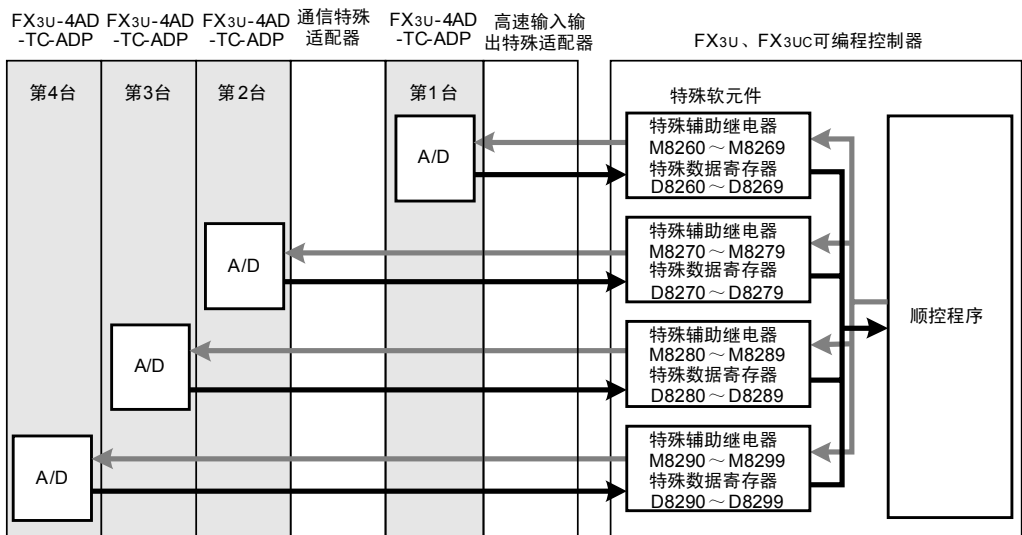 FX3U-4AD
-TC-ADP
FX3U-4AD
-TC-ADP
FX3U-4AD
-TC-ADP
通信特殊
适配器
FX3U-4AD
-TC-ADP
高速输入输
出特殊适配器
FX3U、FX3UC可编程控制器
第4台
第3台
第2台
第1台
特殊软元件
A/D
特殊辅助继电器
M8260～M8269
特殊数据寄存器
D8260～D8269
A/D
特殊辅助继电器
M8270～M8279
特殊数据寄存器
D8270～D8279
顺控程序
A/D
特殊辅助继电器
M8280～M8289
特殊数据寄存器
D8280～D8289
A/D
特殊辅助继电器
M8290～M8299
特殊数据寄存器
D8290～D8299